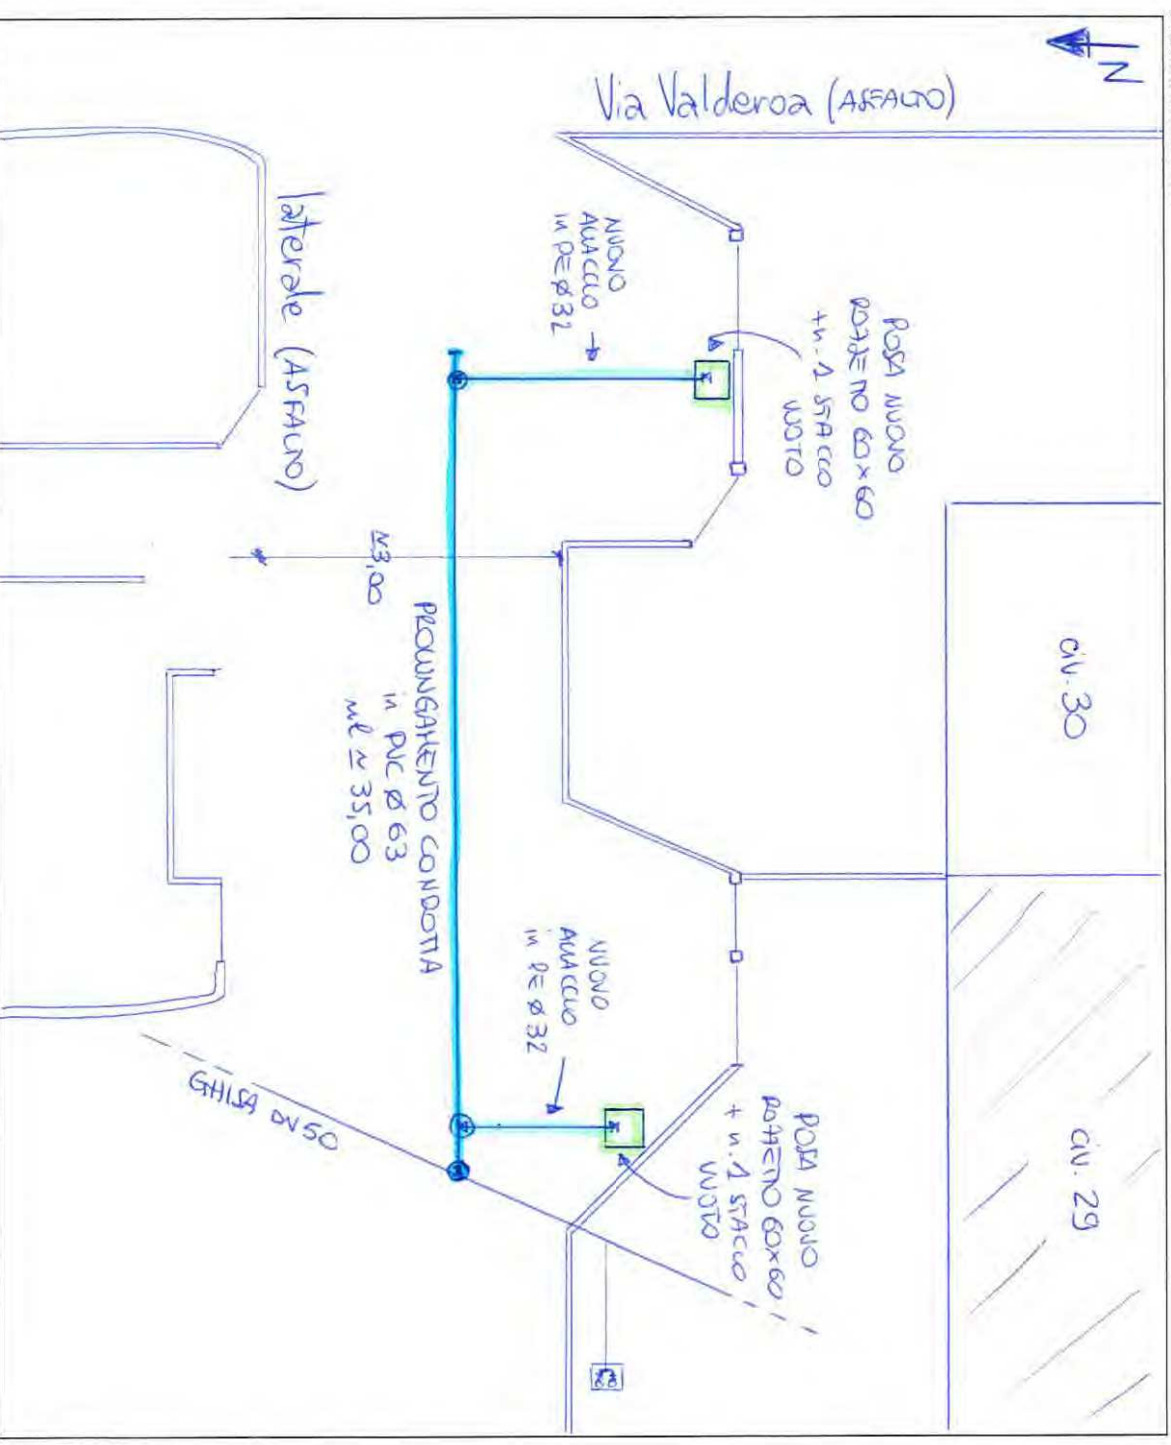 N
Via Valderoa (ASFALTO)
laterale (ASFALTO)
NUOVO
ALLACCIO
in PE ø32
POSA NUOVO
POZZETTO 60x60
+ n. 1 STACCO
VUOTO
≃3,00
PROLUNGAMENTO CONDOTTA
in PVC ø 63
ml ≃ 35,00
civ. 30
NUOVO
ALLACCIO
in PE ø32
POSA NUOVO
POZZETTO 60x60
+ n. 1 STACCO
VUOTO
civ. 29
GHISA DN50